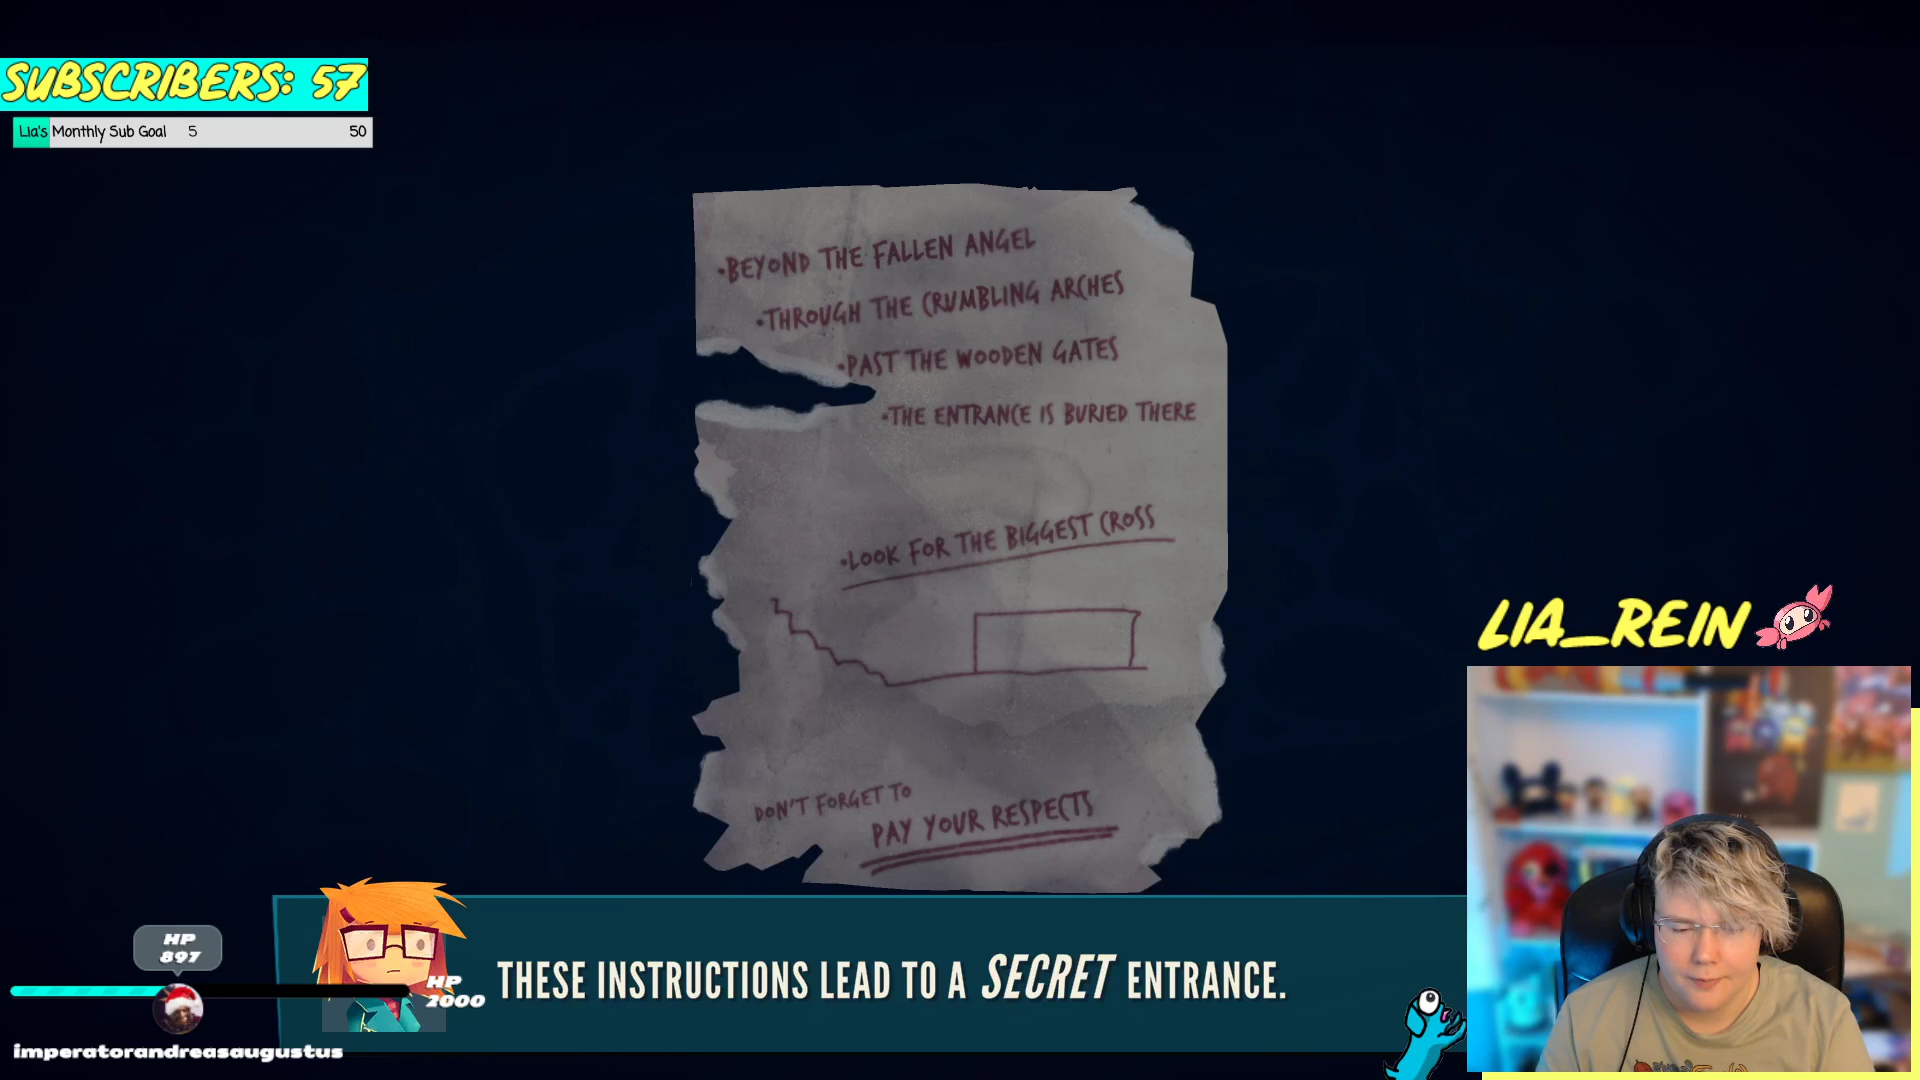 SUBSCRIBERS: 57
Lia's Monthly Sub Goal 5 50
•BEYOND THE FALLEN ANGEL
•THROUGH THE CRUMBLING ARCHES
•PAST THE WOODEN GATES
•THE ENTRANCE IS BURIED THERE
•LOOK FOR THE BIGGEST CROSS
DON'T FORGET TO
PAY YOUR RESPECTS
LIA_REIN
HP
897
HP
2000
THESE INSTRUCTIONS LEAD TO A SECRET ENTRANCE.
imperatorandreasaugustus